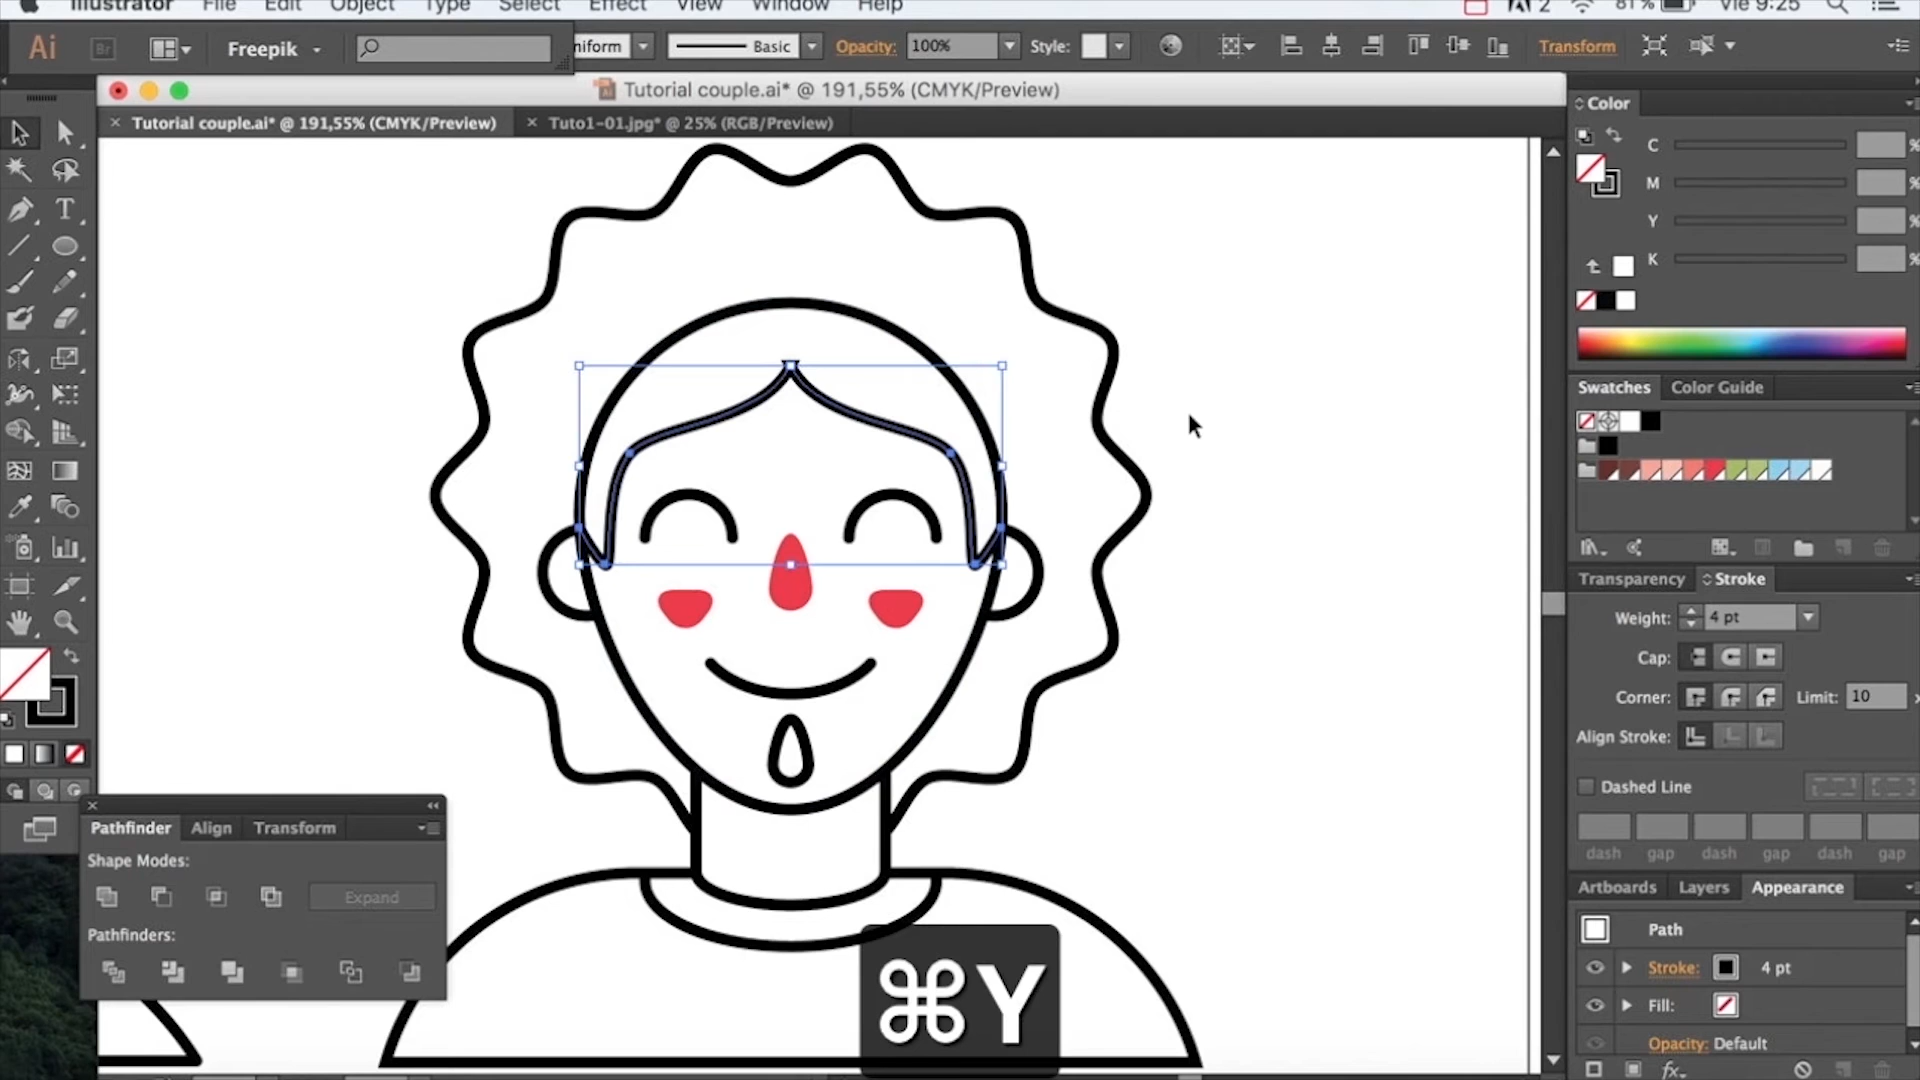 Illustrator File Edit Object Type Select Effect View Window Help 2 81% Vie 9:25
Ai Br Freepik niform Basic Opacity: 100% Style: Transform
Tutorial couple.ai* @ 191,55% (CMYK/Preview)
× Tutorial couple.ai* @ 191,55% (CMYK/Preview) × Tuto1-01.jpg* @ 25% (RGB/Preview)
Color
C %
M %
Y %
K %
Swatches Color Guide
Transparency Stroke
Weight: 4 pt
Cap:
Corner: Limit: 10
Align Stroke:
Dashed Line
dash gap dash gap dash gap
Artboards Layers Appearance
Path
Stroke: 4 pt
Fill:
Opacity: Default
fx
Pathfinder Align Transform
Shape Modes:
Expand
Pathfinders:
⌘Y